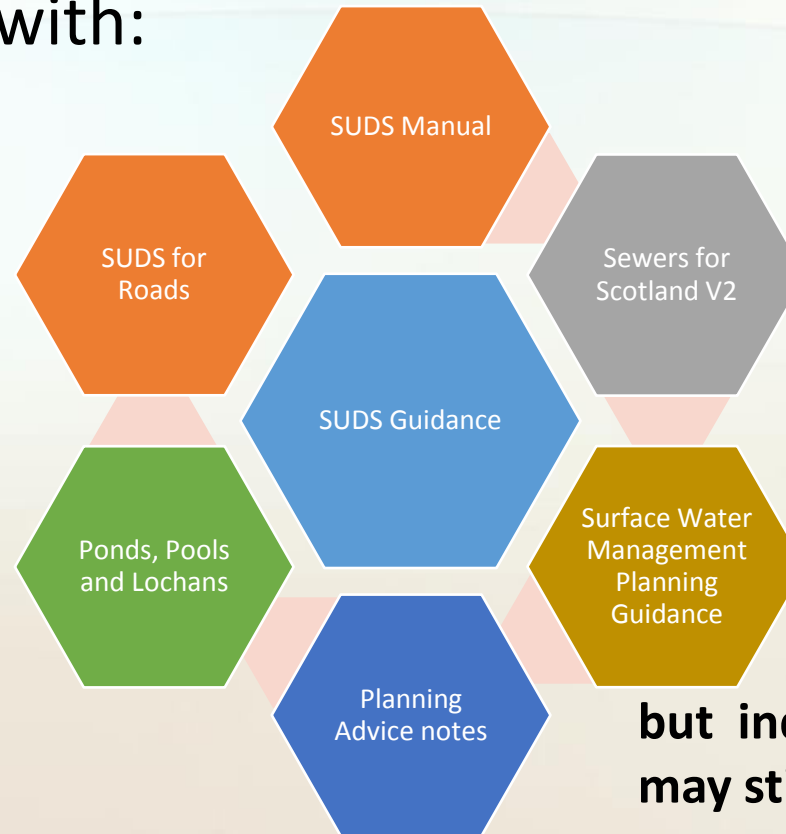 with:
SUDS Manual
SUDS for
Roads
Sewers for
Scotland V2
SUDS Guidance
Ponds, Pools
and Lochans
Surface Water
Management
Planning
Guidance
Planning
Advice notes
but
may